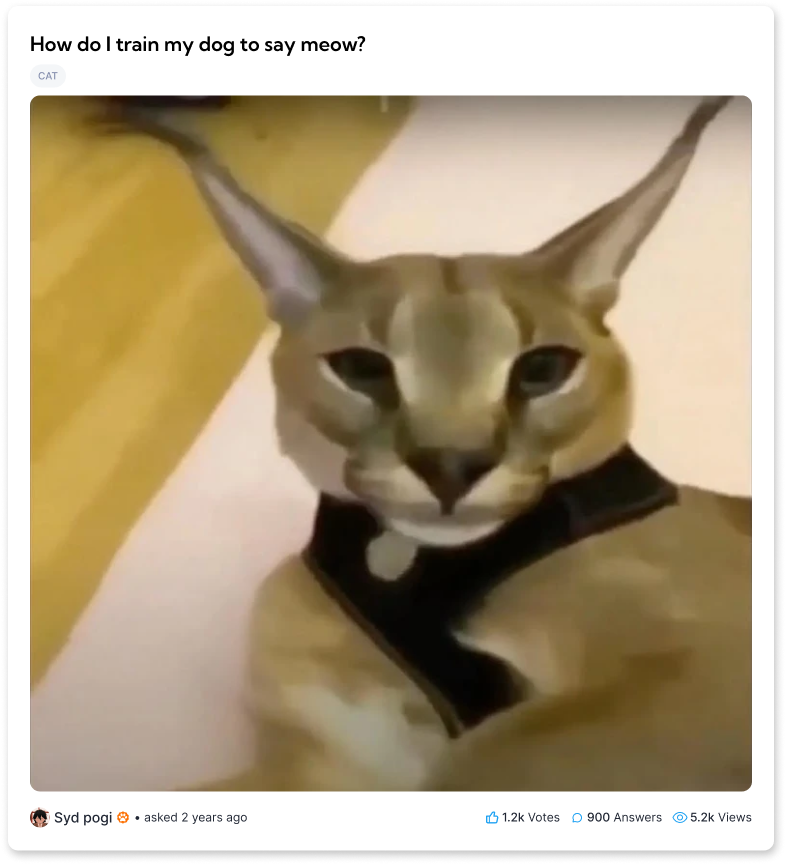 How do I train my dog to say meow?
CAT
Syd pogi • asked 2 years ago 1.2k Votes 900 Answers 5.2k Views